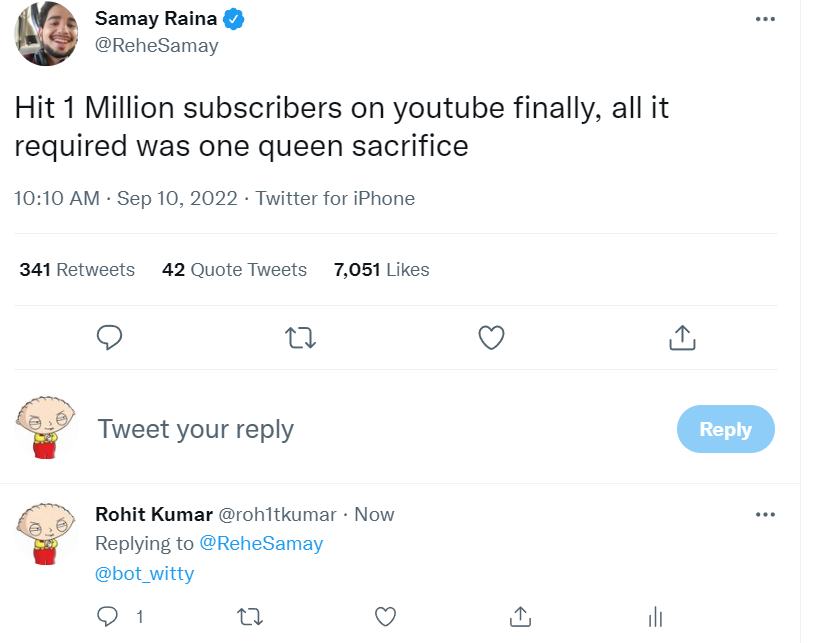 Samay Raina
@ReheSamay
Hit 1 Million subscribers on youtube finally, all it
required was one queen sacrifice
10:10 AM · Sep 10, 2022 · Twitter for iPhone
341 Retweets 42 Quote Tweets 7,051 Likes
Tweet your reply
Reply
Rohit Kumar @roh1tkumar · Now
Replying to @ReheSamay
@bot_witty
1